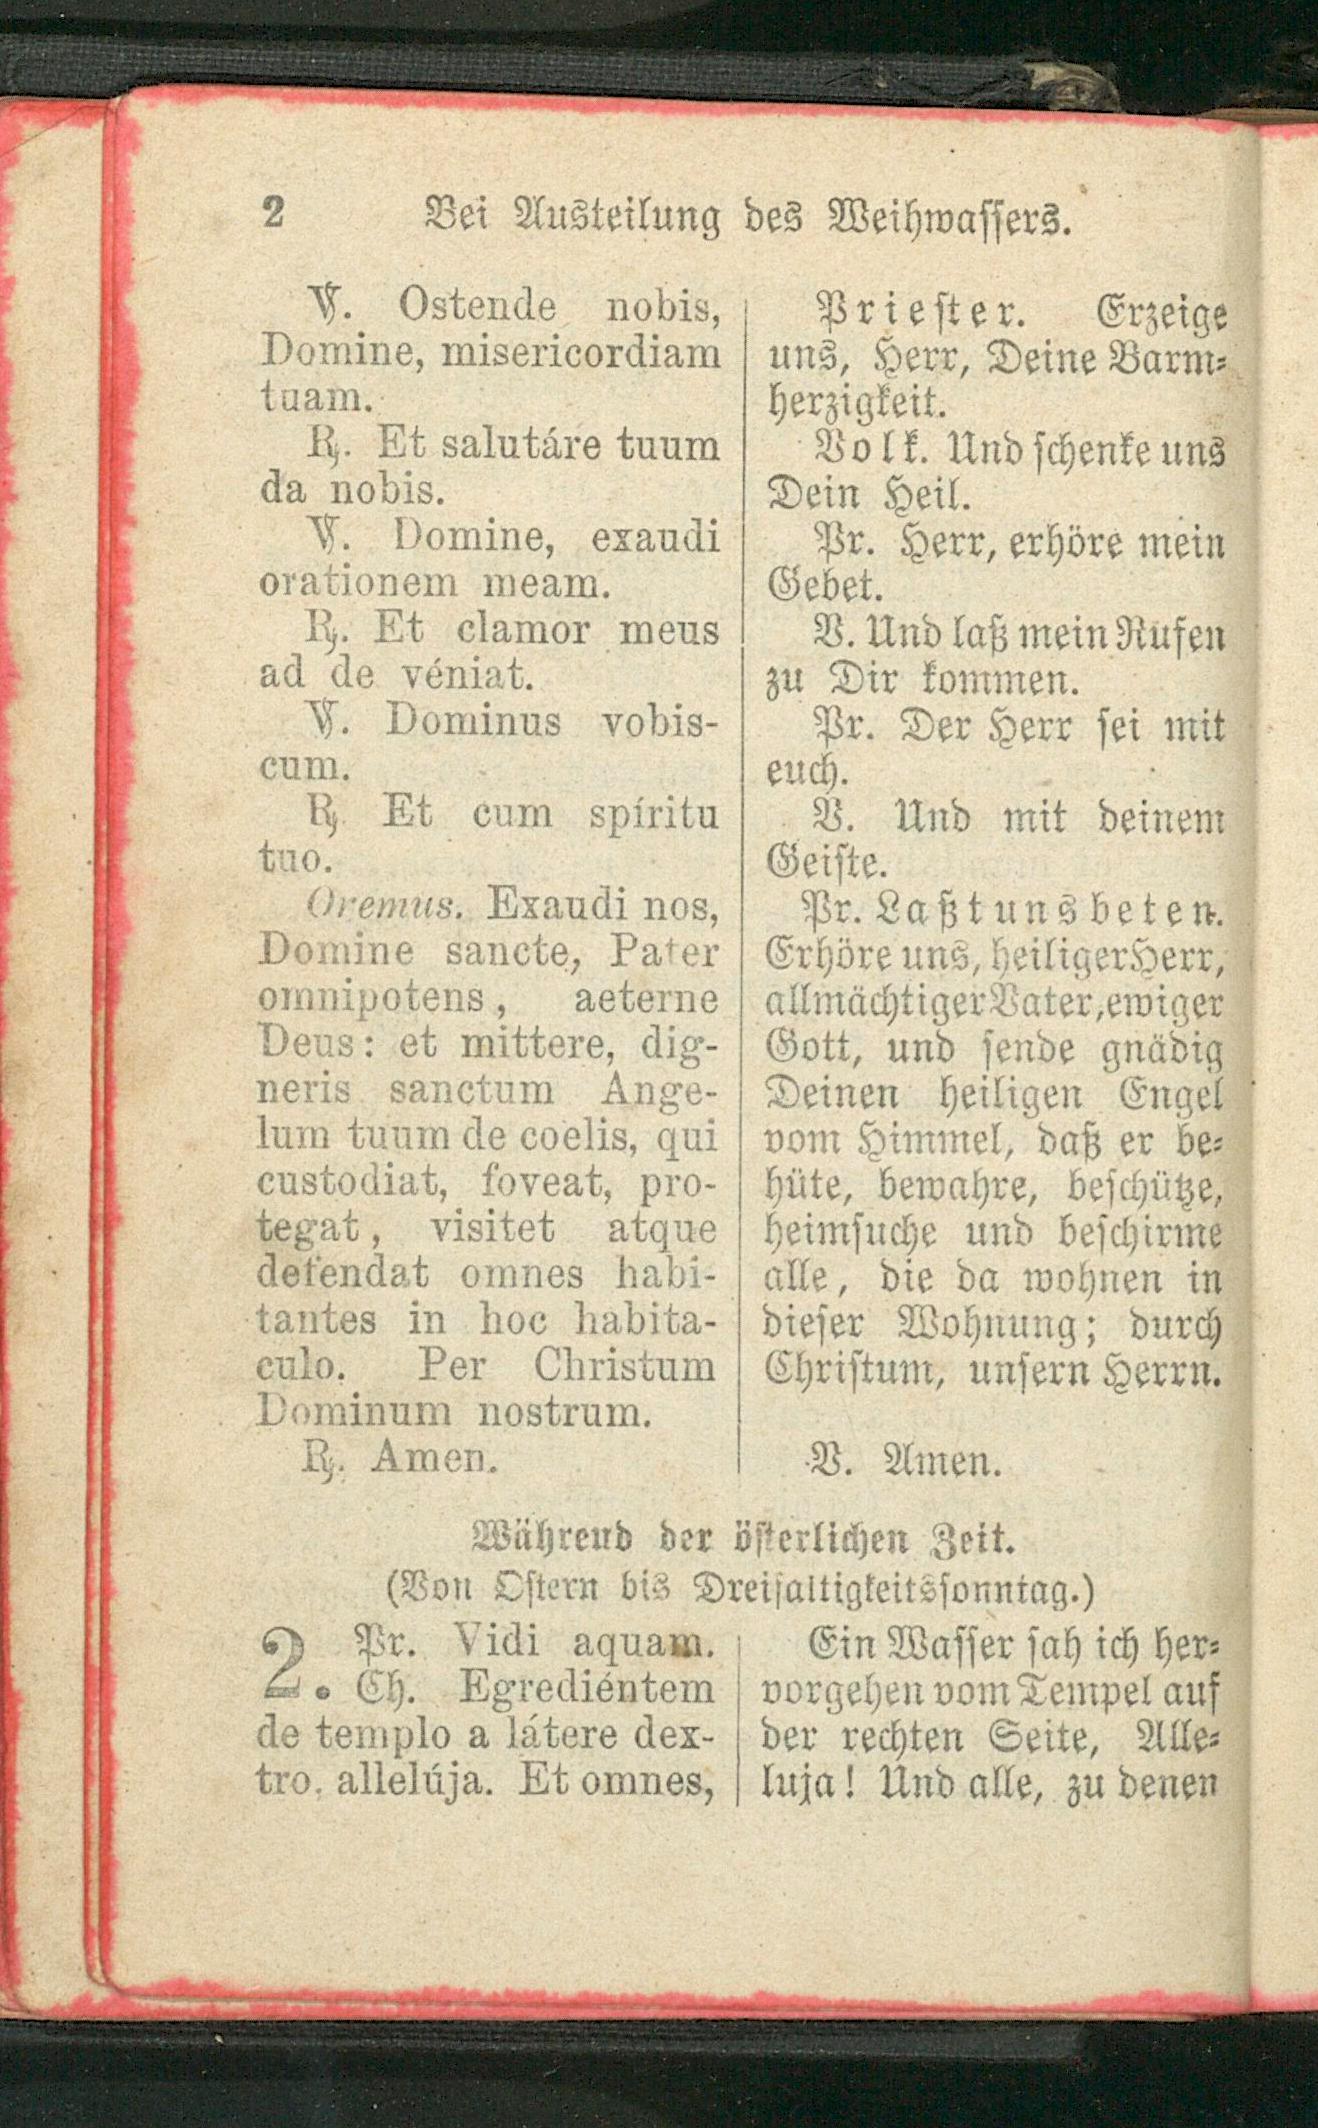 2 Bei Austeilung des Weihwassers.
℣. Ostende nobis,
Domine, misericordiam
tuam.
℟. Et salutáre tuum
da nobis.
℣. Domine, exaudi
orationem meam.
℟. Et clamor meus
ad de véniat.
℣. Dominus vobis-
cum.
℟ Et cum spíritu
tuo.
Oremus. Exaudi nos,
Domine sancte, Pater
omnipotens, aeterne
Deus: et mittere, dig-
neris sanctum Ange-
lum tuum de coelis, qui
custodiat, foveat, pro-
tegat, visitet atque
defendat omnes habi-
tantes in hoc habita-
culo. Per Christum
Dominum nostrum.
℟. Amen.
Priester. Erzeige
uns, Herr, Deine Barm-
herzigkeit.
Volk. Und schenke uns
Dein Heil.
Pr. Herr, erhöre mein
Gebet.
V. Und laß mein Rufen
zu Dir kommen.
Pr. Der Herr sei mit
euch.
V. Und mit deinem
Geiste.
Pr. Laßt uns beten.
Erhöre uns, heiliger Herr,
allmächtiger Vater, ewiger
Gott, und sende gnädig
Deinen heiligen Engel
vom Himmel, daß er be-
hüte, bewahre, beschütze,
heimsuche und beschirme
alle, die da wohnen in
dieser Wohnung; durch
Christum, unsern Herrn.
V. Amen.
Während der österlichen Zeit.
(Von Ostern bis Dreifaltigkeitssonntag.)
2. Pr. Vidi aquam.
Ch. Egrediéntem
de templo a látere dex-
tro, allelúja. Et omnes,
Ein Wasser sah ich her-
vorgehen vom Tempel auf
der rechten Seite, Alle-
luja! Und alle, zu denen